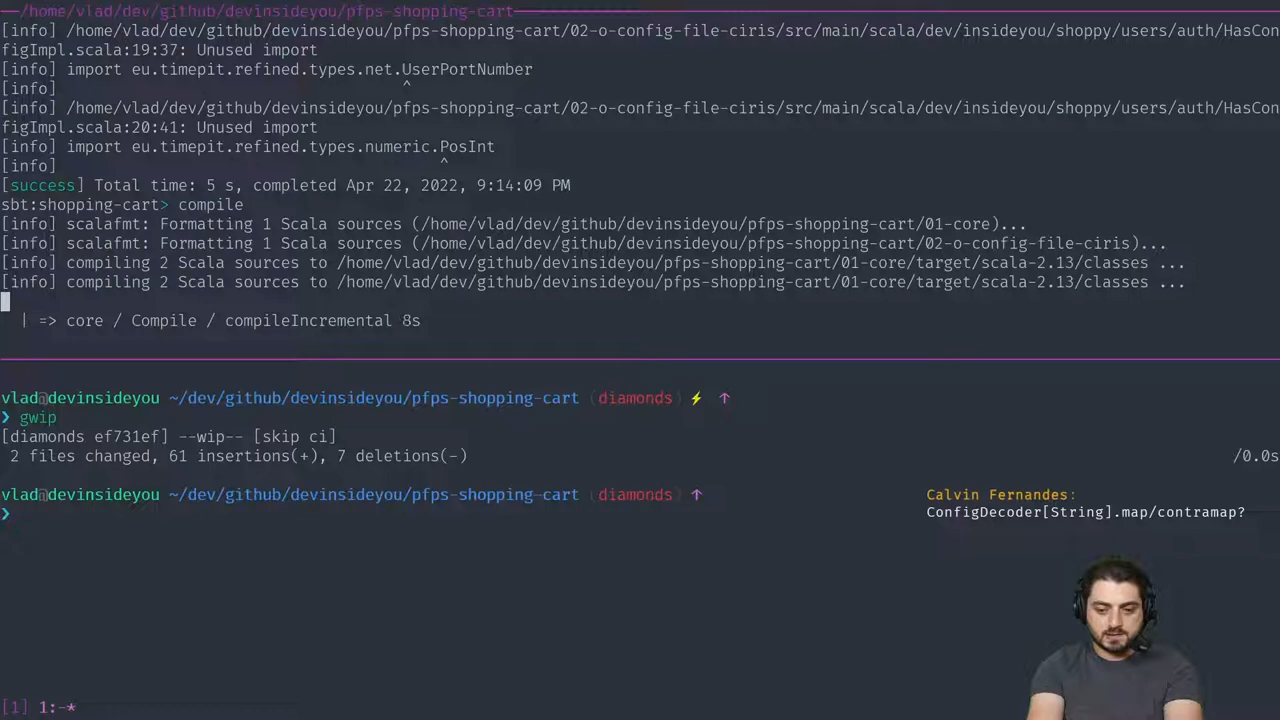 /home/vlad/dev/github/devinsideyou/pfps-shopping-cart
[info] /home/vlad/dev/github/devinsideyou/pfps-shopping-cart/02-o-config-file-ciris/src/main/scala/dev/insideyou/shoppy/users/auth/HasCon
figImpl.scala:19:37: Unused import
[info] import eu.timepit.refined.types.net.UserPortNumber
[info]                                     ^
[info] /home/vlad/dev/github/devinsideyou/pfps-shopping-cart/02-o-config-file-ciris/src/main/scala/dev/insideyou/shoppy/users/auth/HasCon
figImpl.scala:20:41: Unused import
[info] import eu.timepit.refined.types.numeric.PosInt
[info]                                         ^
[success] Total time: 5 s, completed Apr 22, 2022, 9:14:09 PM
sbt:shopping-cart> compile
[info] scalafmt: Formatting 1 Scala sources (/home/vlad/dev/github/devinsideyou/pfps-shopping-cart/01-core)...
[info] scalafmt: Formatting 1 Scala sources (/home/vlad/dev/github/devinsideyou/pfps-shopping-cart/02-o-config-file-ciris)...
[info] compiling 2 Scala sources to /home/vlad/dev/github/devinsideyou/pfps-shopping-cart/01-core/target/scala-2.13/classes ...
[info] compiling 2 Scala sources to /home/vlad/dev/github/devinsideyou/pfps-shopping-cart/01-core/target/scala-2.13/classes ...
| => core / Compile / compileIncremental 8s
vlad@devinsideyou ~/dev/github/devinsideyou/pfps-shopping-cart (diamonds) ⚡ ↑
❯ gwip
[diamonds ef731ef] --wip-- [skip ci]
2 files changed, 61 insertions(+), 7 deletions(-)
/0.0s
vlad@devinsideyou ~/dev/github/devinsideyou/pfps-shopping-cart (diamonds) ↑
❯
Calvin Fernandes:
ConfigDecoder[String].map/contramap?
[1] 1:-*